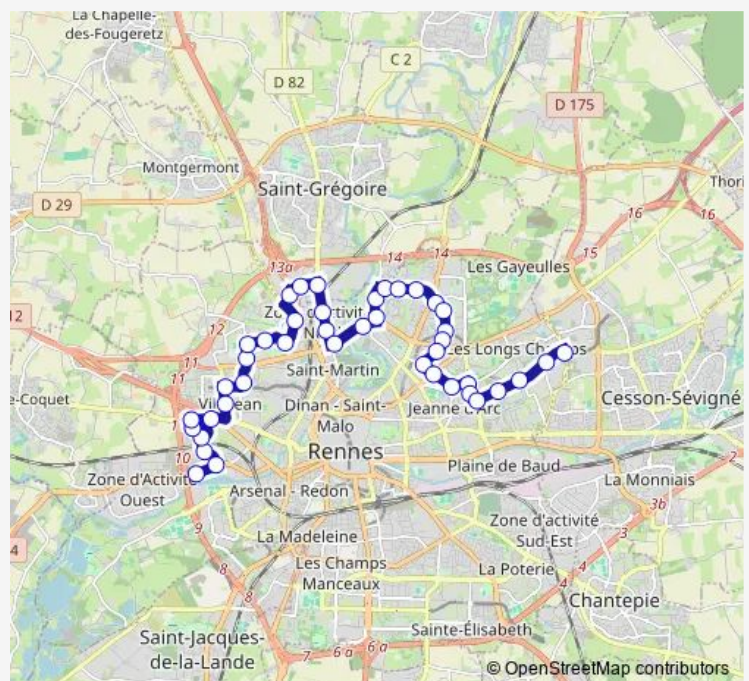 La Chapelle-
des-Fougeretz
C 2
D 82
D 175
Montgermont
Saint-Grégoire
Thori
D 29
16
16
14
14
15
13a
Les Gayeulles
12
12
11
Saint-Martin
11
Cesson-Sévigné
e-Coquet
Dinan - Saint-
Malo
Jeanne d'Arc
Rennes
10
Plaine de Baud
2
Zone d'Activité
Ouest
Arsenal - Redon
La Monniais
3b
9
Zone d'activité
Sud-Est
3
La Madeleine
4
8
Les Champs
Manceaux
La Poterie
4
4
8
Chantepie
Sainte-Élisabeth
Saint-Jacques-
de-la-Lande
7
6 a
6 a
© OpenStreetMap contributors